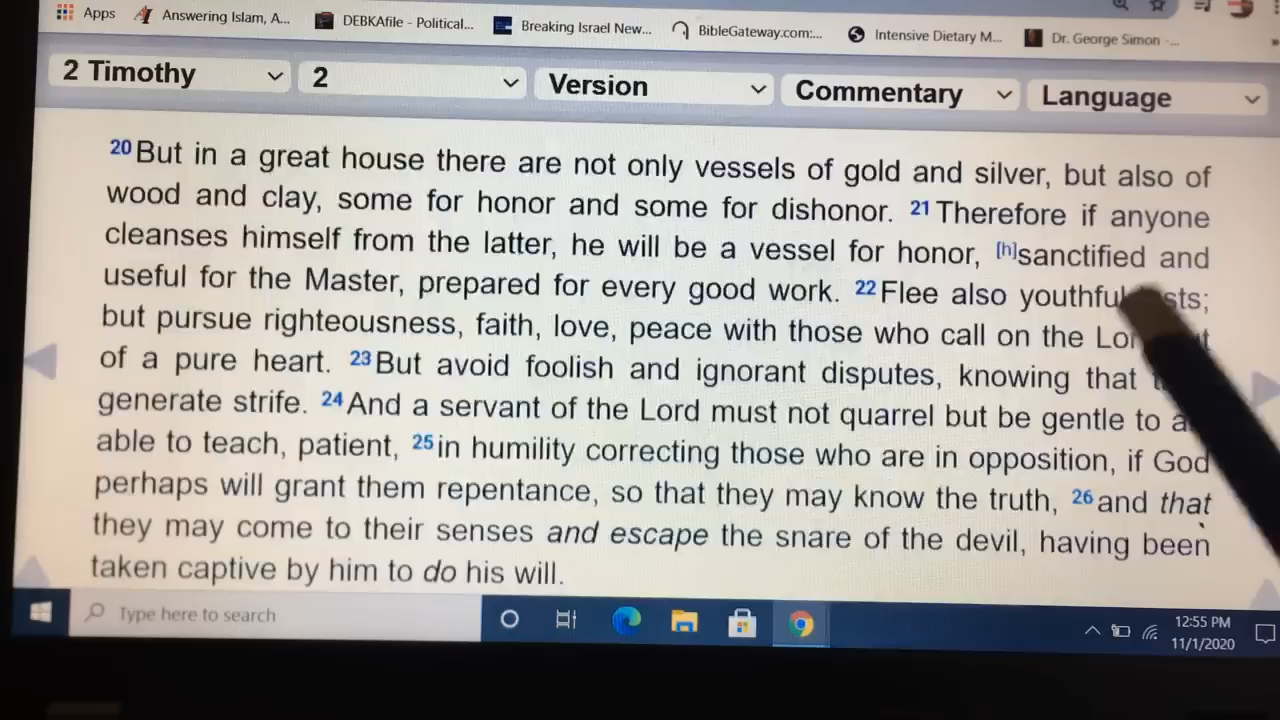 Apps Answering Islam, A... DEBKAfile - Political... Breaking Israel New... BibleGateway.com:... Intensive Dietary M... Dr. George Simon -...
2 Timothy 2 Version Commentary Language
20 But in a great house there are not only vessels of gold and silver, but also of
wood and clay, some for honor and some for dishonor. 21 Therefore if anyone
cleanses himself from the latter, he will be a vessel for honor, [h]sanctified and
useful for the Master, prepared for every good work. 22 Flee also
but pursue righteousness, faith, love, peace with those who call on the
of a pure heart. 23 But avoid foolish and ignorant disputes, knowing that
generate strife. 24 And a servant of the Lord must not quarrel but be gentle to
able to teach, patient, 25 in humility correcting those who are in opposition, if God
perhaps will grant them repentance, so that they may know the truth, 26 and that
they may come to their senses and escape the snare of the devil, having been
taken captive by him to do his will.
Type here to search
12:55 PM
11/1/2020